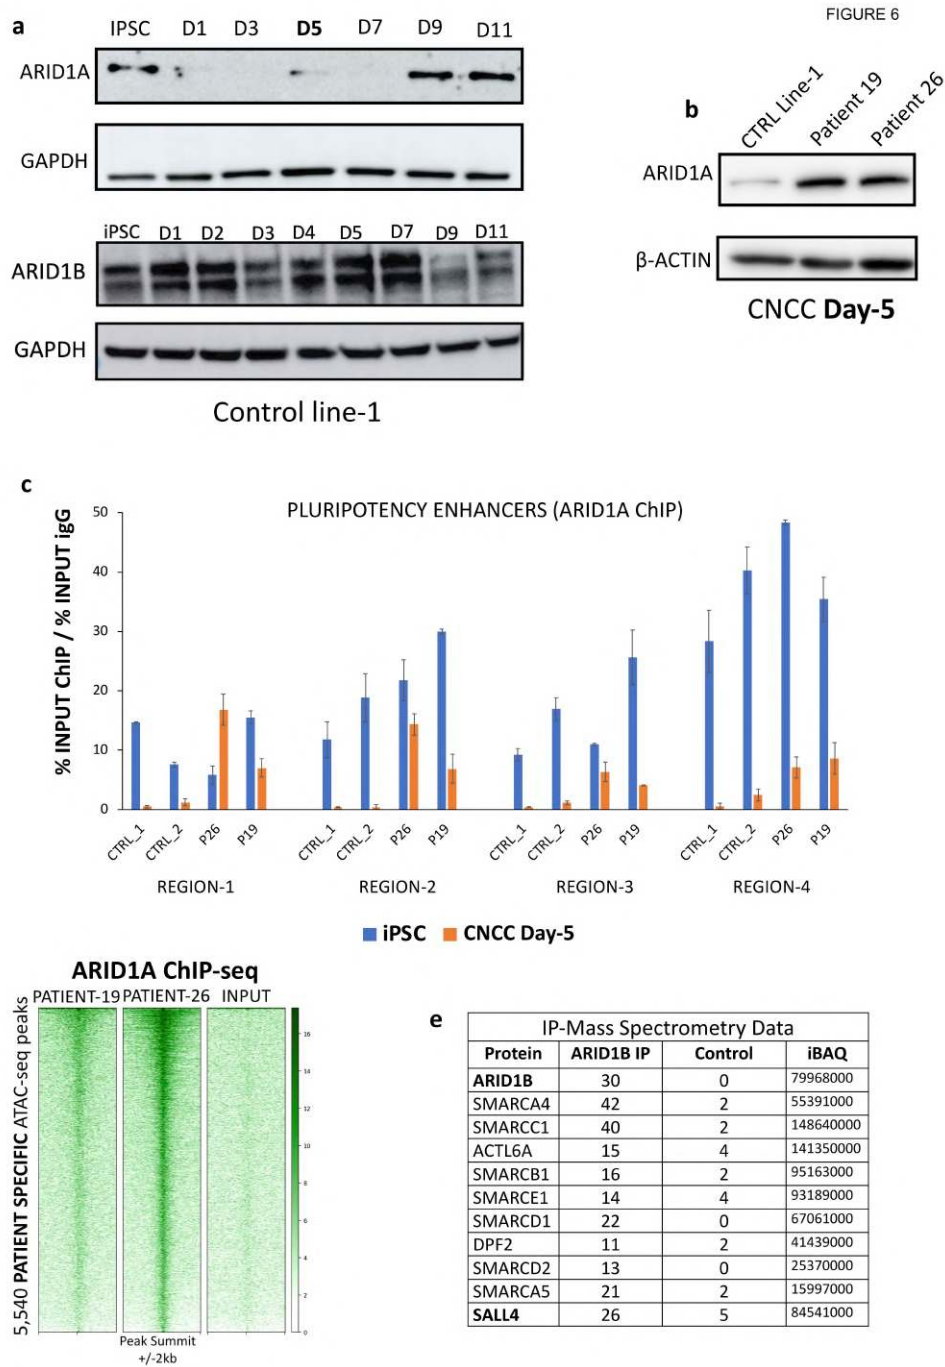 FIGURE 6
a
IPSC D1 D3 D5 D7 D9 D11
ARID1A
GAPDH
iPSC D1 D2 D3 D4 D5 D7 D9 D11
ARID1B
GAPDH
Control line-1
b
CTRL Line-1 Patient 19 Patient 26
ARID1A
β-ACTIN
CNCC Day-5
c
PLURIPOTENCY ENHANCERS (ARID1A ChIP)
% INPUT ChIP / % INPUT igG
50
40
30
20
10
0
CTRL_1 CTRL_2 P26 P19 CTRL_1 CTRL_2 P26 P19 CTRL_1 CTRL_2 P26 P19 CTRL_1 CTRL_2 P26 P19
REGION-1 REGION-2 REGION-3 REGION-4
iPSC CNCC Day-5
ARID1A ChIP-seq
PATIENT-19 PATIENT-26 INPUT
5,540 PATIENT SPECIFIC ATAC-seq peaks
16
14
12
10
8
6
4
2
0
Peak Summit
+/-2kb
e
IP-Mass Spectrometry Data
Protein ARID1B IP Control iBAQ
ARID1B 30 0 79968000
SMARCA4 42 2 55391000
SMARCC1 40 2 148640000
ACTL6A 15 4 141350000
SMARCB1 16 2 95163000
SMARCE1 14 4 93189000
SMARCD1 22 0 67061000
DPF2 11 2 41439000
SMARCD2 13 0 25370000
SMARCA5 21 2 15997000
SALL4 26 5 84541000